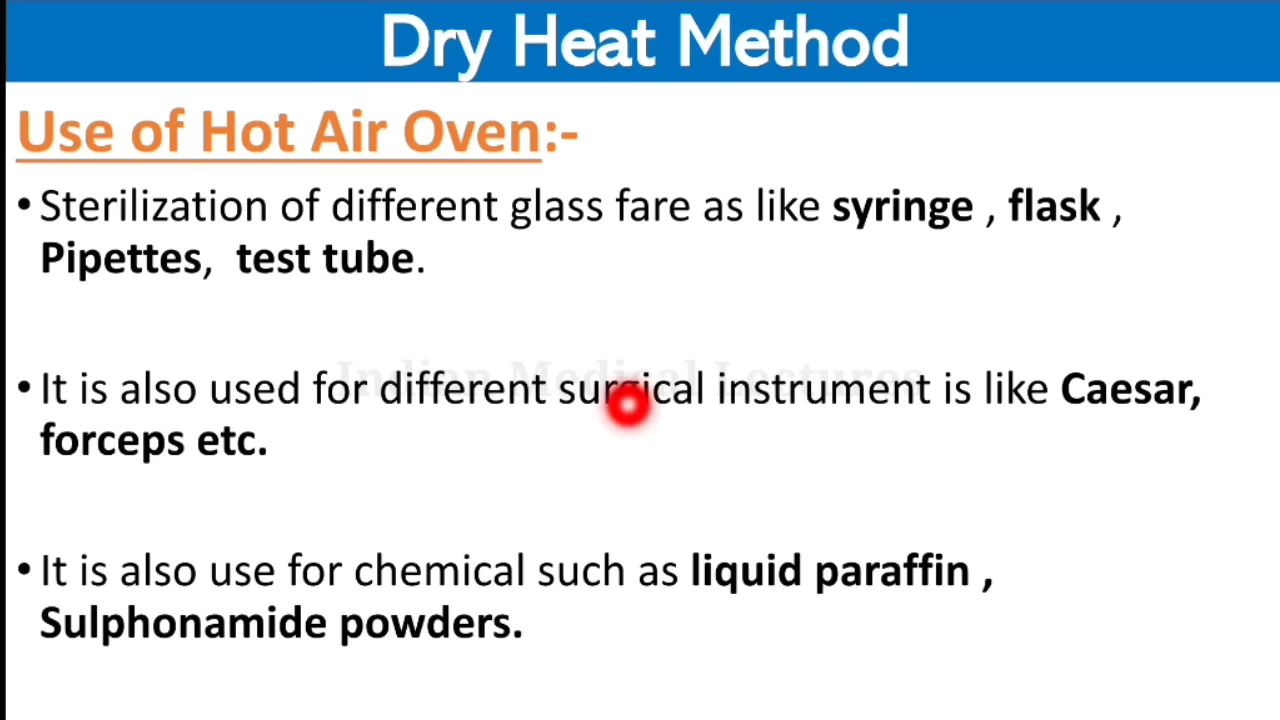 Dry Heat Method
Use of Hot Air Oven:-
• Sterilization of different glass fare as like syringe , flask ,
Pipettes, test tube.
Indian Medical Lectures
• It is also used for different surgical instrument is like Caesar,
forceps etc.
• It is also use for chemical such as liquid paraffin ,
Sulphonamide powders.